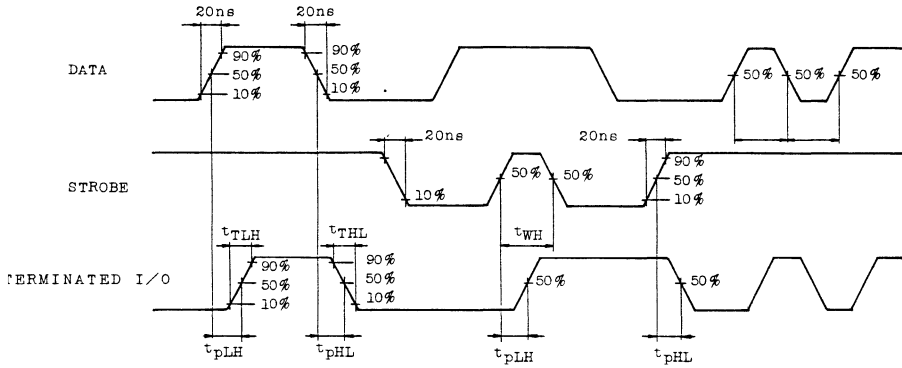 20ns 20ns
90% 90%
DATA 50% 50% 50% 50% 50%
10% 10%
20ns 20ns
90%
STROBE 50% 50% 50%
10% 10%
tTLH tTHL tWH
90% 90%
TERMINATED I/O 50% 50% 50% 50%
10% 10%
tpLH tpHL tpLH tpHL